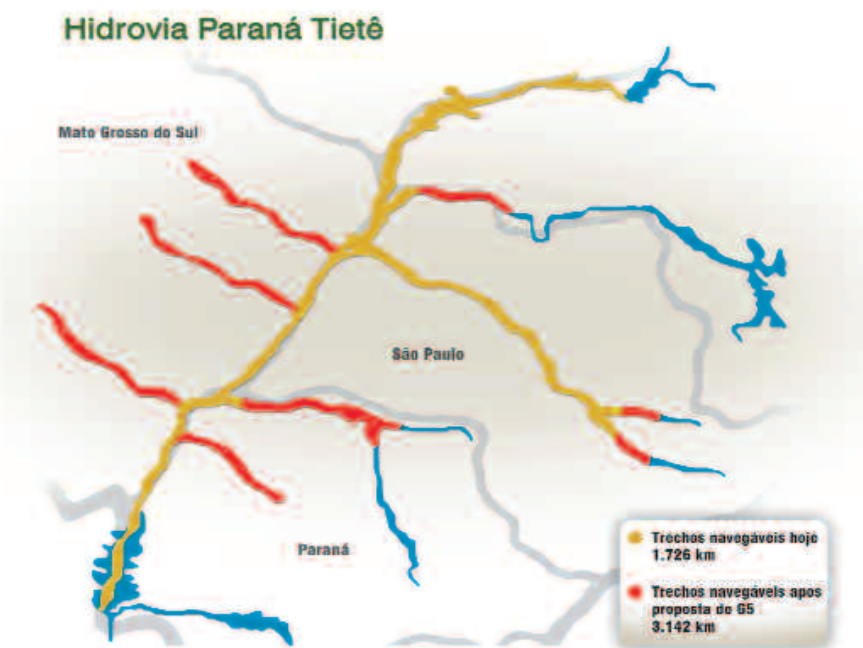 Hidrovia Paraná Tietê
Mato Grosso do Sul
São Paulo
Paraná
Trechos navegáveis hoje
1.726 km
Trechos navegáveis apos
proposta do G5
3.142 km